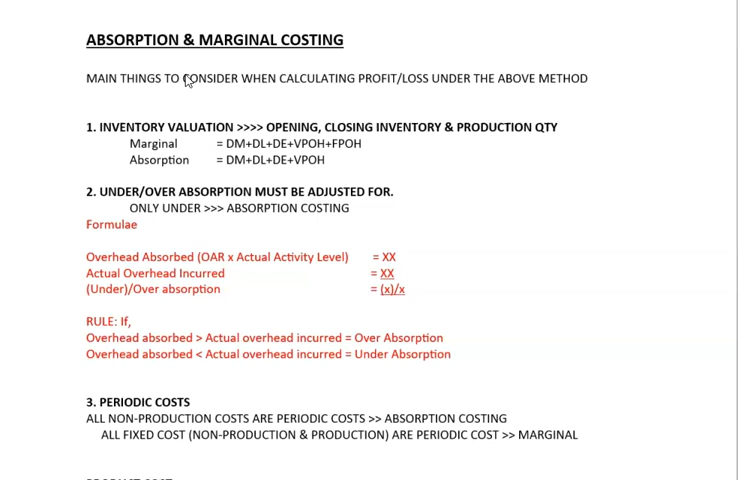 ABSORPTION & MARGINAL COSTING
MAIN THINGS TO CONSIDER WHEN CALCULATING PROFIT/LOSS UNDER THE ABOVE METHOD
1. INVENTORY VALUATION >>>> OPENING, CLOSING INVENTORY & PRODUCTION QTY
Marginal = DM+DL+DE+VPOH+FPOH
Absorption = DM+DL+DE+VPOH
2. UNDER/OVER ABSORPTION MUST BE ADJUSTED FOR.
ONLY UNDER >>> ABSORPTION COSTING
Formulae
Overhead Absorbed (OAR x Actual Activity Level) = XX
Actual Overhead Incurred = XX
(Under)/Over absorption = (x)/x
RULE: If,
Overhead absorbed > Actual overhead incurred = Over Absorption
Overhead absorbed < Actual overhead incurred = Under Absorption
3. PERIODIC COSTS
ALL NON-PRODUCTION COSTS ARE PERIODIC COSTS >> ABSORPTION COSTING
ALL FIXED COST (NON-PRODUCTION & PRODUCTION) ARE PERIODIC COST >> MARGINAL